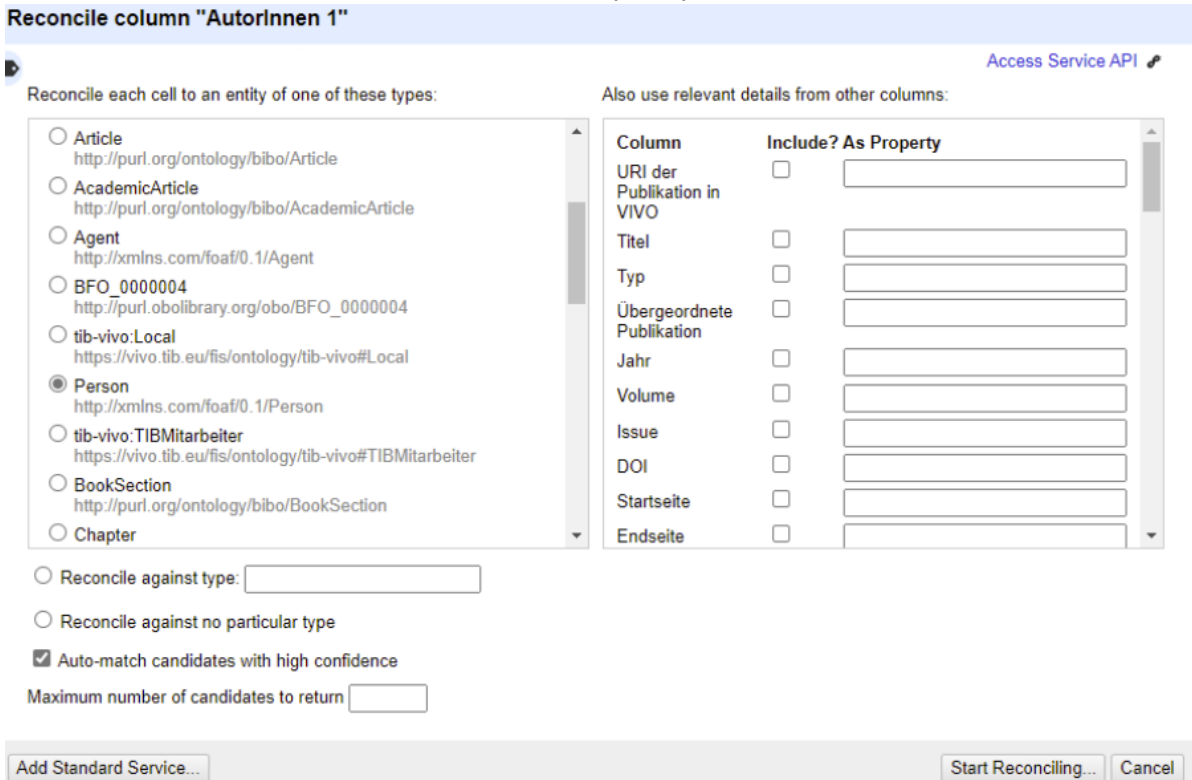 Reconcile column "AutorInnen 1"
Access Service API
Reconcile each cell to an entity of one of these types:
Also use relevant details from other columns:
Article
http://purl.org/ontology/bibo/Article
AcademicArticle
http://purl.org/ontology/bibo/AcademicArticle
Agent
http://xmlns.com/foaf/0.1/Agent
BFO_0000004
http://purl.obolibrary.org/obo/BFO_0000004
tib-vivo:Local
https://vivo.tib.eu/fis/ontology/tib-vivo#Local
Person
http://xmlns.com/foaf/0.1/Person
tib-vivo:TIBMitarbeiter
https://vivo.tib.eu/fis/ontology/tib-vivo#TIBMitarbeiter
BookSection
http://purl.org/ontology/bibo/BookSection
Chapter
Column Include? As Property
URI der
Publikation in
VIVO
Titel
Typ
Übergeordnete
Publikation
Jahr
Volume
Issue
DOI
Startseite
Endseite
Reconcile against type:
Reconcile against no particular type
Auto-match candidates with high confidence
Maximum number of candidates to return
Add Standard Service...
Start Reconciling... Cancel